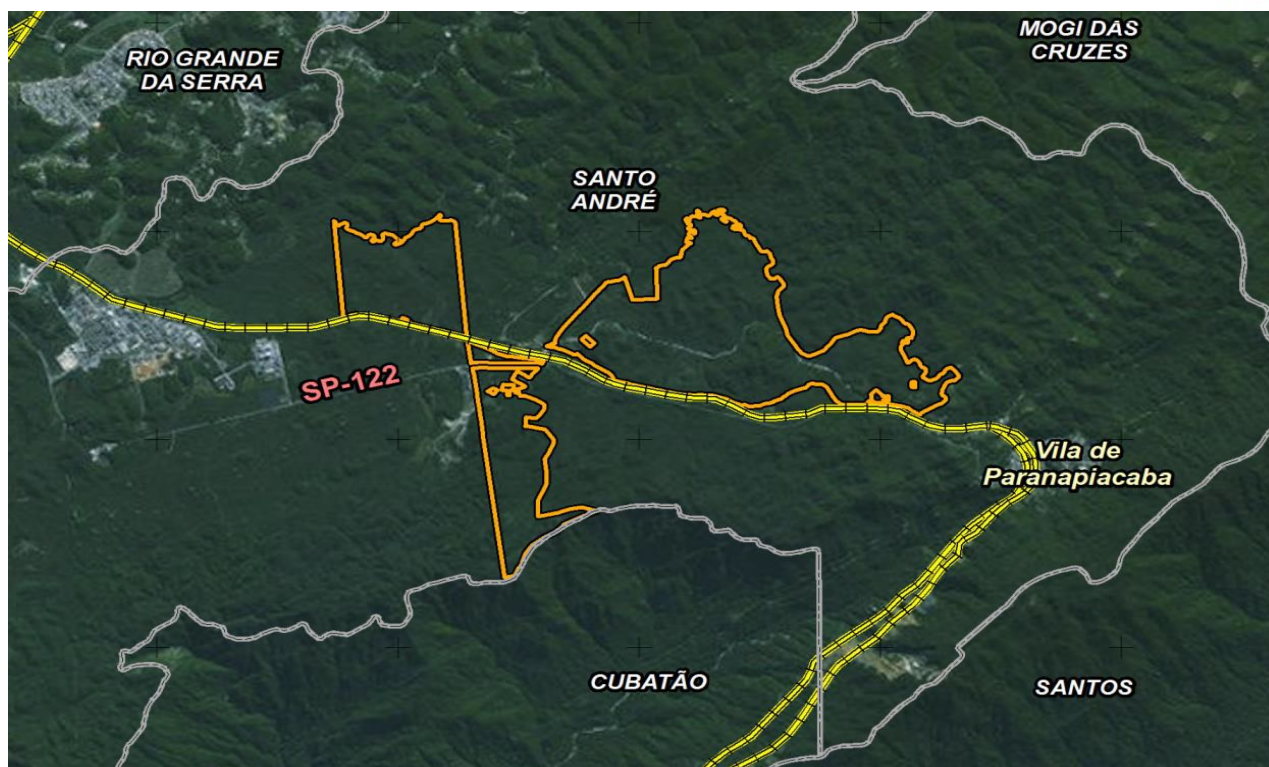 MOGI DAS
CRUZES
RIO GRANDE
DA SERRA
SANTO
ANDRÉ
SP-122
Vila de
Paranapiacaba
CUBATÃO
SANTOS